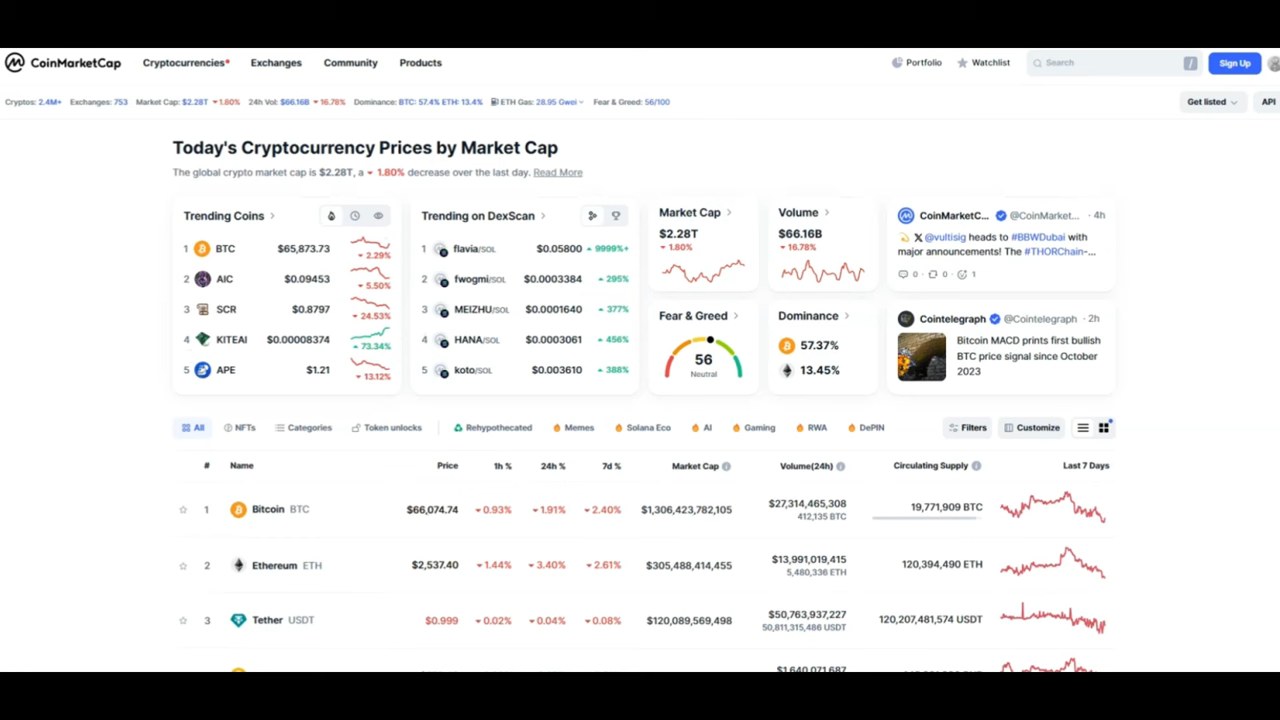 CoinMarketCap Cryptocurrencies Exchanges Community Products Portfolio Watchlist Search / Sign Up
Cryptos: 2.4M+ Exchanges: 753 Market Cap: $2.28T 1.80% 24h Vol: $66.16B 16.78% Dominance: BTC: 57.4% ETH: 13.4% ETH Gas: 28.95 Gwei Fear & Greed: 56/100 Get listed API
Today's Cryptocurrency Prices by Market Cap
The global crypto market cap is $2.28T, a 1.80% decrease over the last day. Read More
Trending Coins
1 BTC $65,873.73 2.29%
2 AIC $0.09453 5.50%
3 SCR $0.8797 24.53%
4 KITEAI $0.00008374 73.34%
5 APE $1.21 13.12%
Trending on DexScan
1 flavia/SOL $0.05800 9999%+
2 fwogmi/SOL $0.0003384 295%
3 MEIZHU/SOL $0.0001640 377%
4 HANA/SOL $0.0003061 456%
5 koto/SOL $0.003610 388%
Market Cap
$2.28T
1.80%
Volume
$66.16B
16.78%
Fear & Greed
56
Neutral
Dominance
57.37%
13.45%
CoinMarketC... @CoinMarket... · 4h
X @vultisig heads to #BBWDubai with
major announcements! The #THORChain-...
0 0 1
Cointelegraph @Cointelegraph · 2h
Bitcoin MACD prints first bullish
BTC price signal since October
2023
All NFTs Categories Token unlocks Rehypothecated Memes Solana Eco AI Gaming RWA DePIN Filters Customize
# Name Price 1h % 24h % 7d % Market Cap Volume(24h) Circulating Supply Last 7 Days
1 Bitcoin BTC $66,074.74 0.93% 1.91% 2.40% $1,306,423,782,105 $27,314,465,308 19,771,909 BTC
412,135 BTC
2 Ethereum ETH $2,537.40 1.44% 3.40% 2.61% $305,488,414,455 $13,991,019,415 120,394,490 ETH
5,480,336 ETH
3 Tether USDT $0.999 0.02% 0.04% 0.08% $120,089,569,498 $50,763,937,227 120,207,481,574 USDT
50,811,315,486 USDT
$1,640,071,687